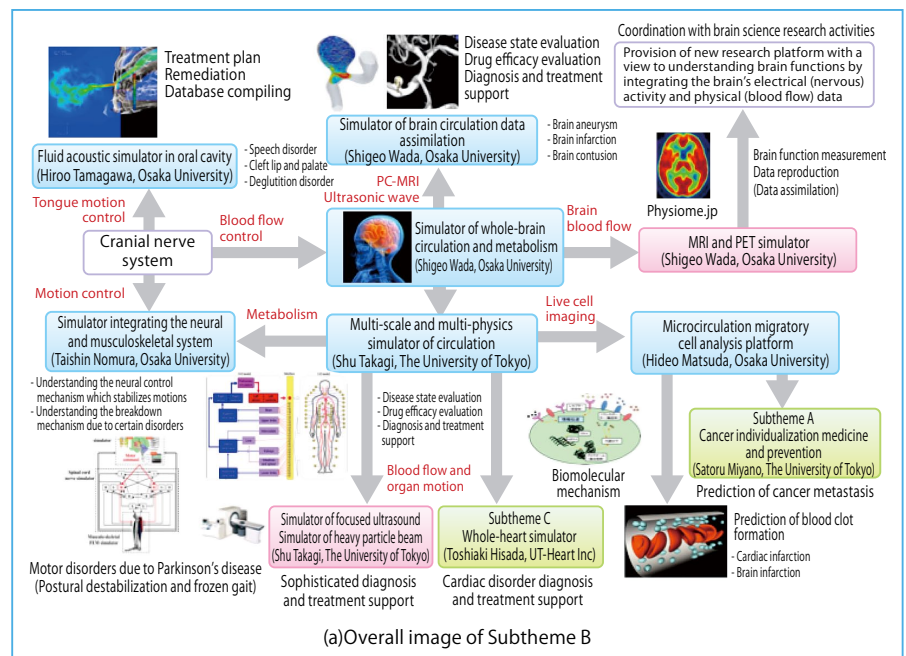 Treatment plan
Remediation
Database compiling
Disease state evaluation
Drug efficacy evaluation
Diagnosis and treatment
support
Coordination with brain science research activities
Provision of new research platform with a
view to understanding brain functions by
integrating the brain's electrical (nervous)
activity and physical (blood flow) data
Fluid acoustic simulator in oral cavity
(Hiroo Tamagawa, Osaka University)
- Speech disorder
- Cleft lip and palate
- Deglutition disorder
Simulator of brain circulation data
assimilation
(Shigeo Wada, Osaka University)
- Brain aneurysm
- Brain infarction
- Brain contusion
Physiome.jp
Brain function measurement
Data reproduction
(Data assimilation)
Tongue motion
control
Cranial nerve
system
Blood flow
control
PC-MRI
Ultrasonic wave
Simulator of whole-brain
circulation and metabolism
(Shigeo Wada, Osaka University)
Brain
blood flow
MRI and PET simulator
(Shigeo Wada, Osaka University)
Motion control
Simulator integrating the neural
and musculoskeletal system
(Taishin Nomura, Osaka University)
Metabolism
Multi-scale and multi-physics
simulator of circulation
(Shu Takagi, The University of Tokyo)
Live cell
imaging
Microcirculation migratory
cell analysis platform
(Hideo Matsuda, Osaka University)
- Understanding the neural control
mechanism which stabilizes motions
- Understanding the breakdown
mechanism due to certain disorders
- Disease state evaluation
- Drug efficacy evaluation
- Diagnosis and treatment
support
Blood flow and
organ motion
Biomolecular
mechanism
Subtheme A
Cancer individualization medicine
and prevention
(Satoru Miyano, The University of Tokyo)
Prediction of cancer metastasis
simulator
Spinal cord
nerve simulator
Motor disorders due to Parkinson's disease
(Postural destabilization and frozen gait)
Simulator of focused ultrasound
Simulator of heavy particle beam
(Shu Takagi, The University of Tokyo)
Sophisticated diagnosis
and treatment support
Subtheme C
Whole-heart simulator
(Toshiaki Hisada, UT-Heart Inc)
Cardiac disorder diagnosis
and treatment support
Prediction of blood clot
formation
- Cardiac infarction
- Brain infarction
(a)Overall image of Subtheme B